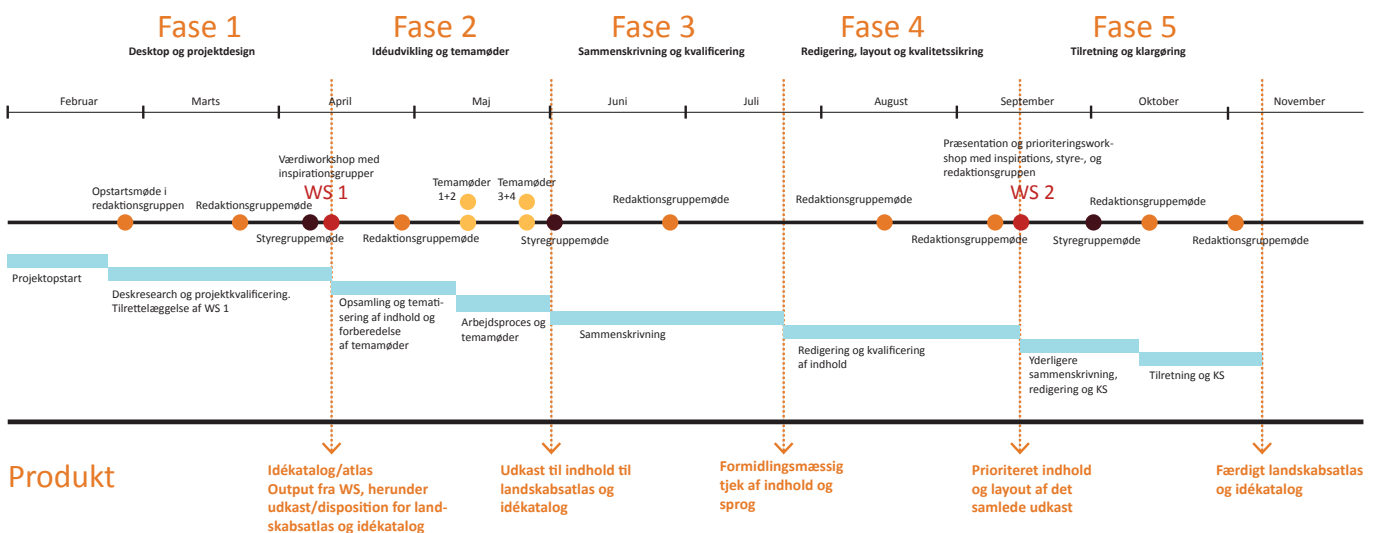 Fase 1
Desktop og projektdesign
Fase 2
Idéudvikling og temamøder
Fase 3
Sammenskrivning og kvalificering
Fase 4
Redigering, layout og kvalitetssikring
Fase 5
Tilretning og klargøring
Februar
Marts
April
Maj
Juni
Juli
August
September
Oktober
November
Opstartsmøde i
redaktionsgruppen
Redaktionsgruppemøde
Værdiworkshop med
inspirationsgrupper
WS 1
Styregruppemøde
Redaktionsgruppemøde
Temamøder
1+2
Temamøder
3+4
Styregruppemøde
Redaktionsgruppemøde
Redaktionsgruppemøde
Redaktionsgruppemøde
Præsentation og prioriteringswork-
shop med inspirations, styre-, og
redaktionsgruppen
WS 2
Styregruppemøde
Redaktionsgruppemøde
Redaktionsgruppemøde
Projektopstart
Deskresearch og projektkvalificering.
Tilrettelæggelse af WS 1
Opsamling og temati-
sering af indhold og
forberedelse
af temamøder
Arbejdsproces og
temamøder
Sammenskrivning
Redigering og kvalificering
af indhold
Yderligere
sammenskrivning,
redigering og KS
Tilretning og KS
Produkt
Idékatalog/atlas
Output fra WS, herunder
udkast/disposition for land-
skabsatlas og idékatalog
Udkast til indhold til
landskabsatlas og
idékatalog
Formidlingsmæssig
tjek af indhold og
sprog
Prioriteret indhold
og layout af det
samlede udkast
Færdigt landskabsatlas
og idékatalog